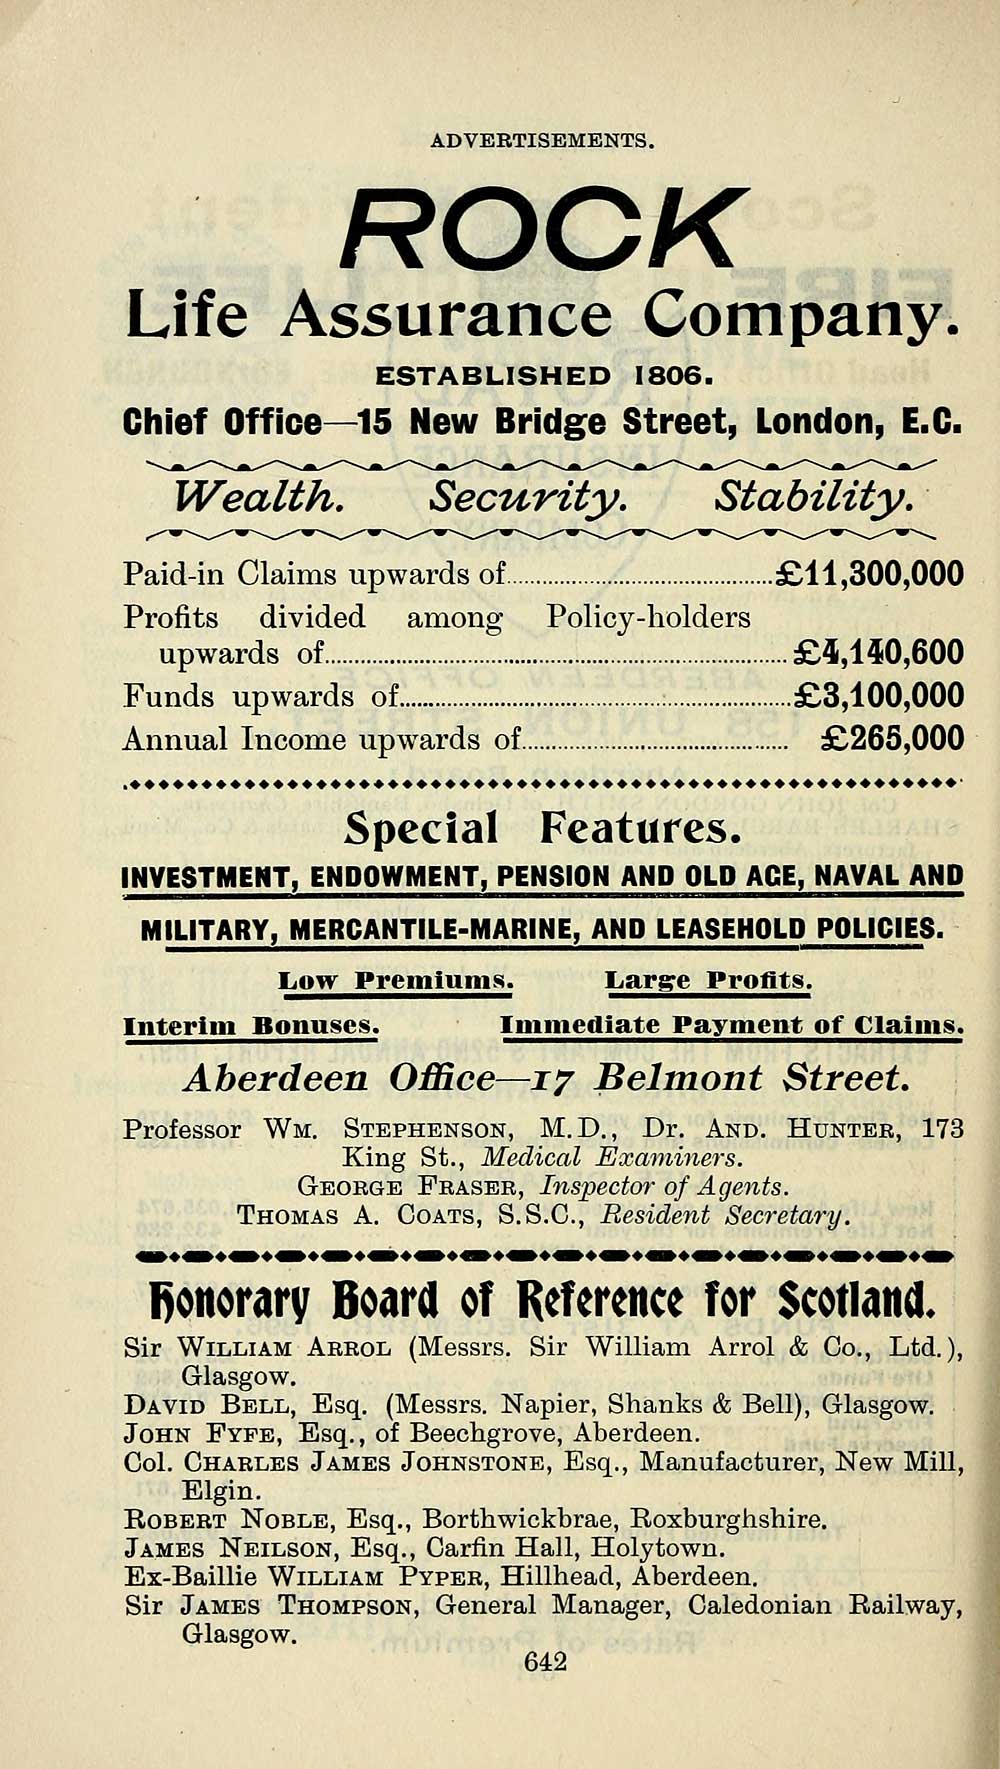 ADVERTISEMENTS.
ROCK
Life Assurance Company.
ESTABLISHED 1806.
Chief Office—15 New Bridge Street, London, E.C.
Wealth. Security. Stability.
Paid-in Claims upwards of..............................£11,300,000
Profits divided among Policy-holders
upwards of..............................£4,140,600
Funds upwards of..............................£3,100,000
Annual Income upwards of.............................. £265,000
Special Features.
INVESTMENT, ENDOWMENT, PENSION AND OLD AGE, NAVAL AND
MILITARY, MERCANTILE-MARINE, AND LEASEHOLD POLICIES.
Low Premiums. Large Profits.
Interim Bonuses. Immediate Payment of Claims.
Aberdeen Office—17 Belmont Street.
Professor WM. STEPHENSON, M.D., Dr. AND. HUNTER, 173
King St., Medical Examiners.
GEORGE FRASER, Inspector of Agents.
THOMAS A. COATS, S.S.C., Resident Secretary.
Honorary Board of Reference for Scotland.
Sir WILLIAM ARROL (Messrs. Sir William Arrol & Co., Ltd.),
Glasgow.
DAVID BELL, Esq. (Messrs. Napier, Shanks & Bell), Glasgow.
JOHN FYFE, Esq., of Beechgrove, Aberdeen.
Col. CHARLES JAMES JOHNSTONE, Esq., Manufacturer, New Mill,
Elgin.
ROBERT NOBLE, Esq., Borthwickbrae, Roxburghshire.
JAMES NEILSON, Esq., Carfin Hall, Holytown.
Ex-Baillie WILLIAM PYPER, Hillhead, Aberdeen.
Sir JAMES THOMPSON, General Manager, Caledonian Railway,
Glasgow.
642